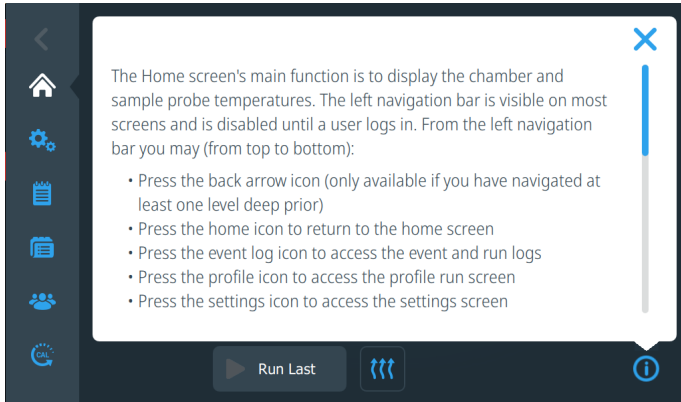 The Home screen's main function is to display the chamber and
sample probe temperatures. The left navigation bar is visible on most
screens and is disabled until a user logs in. From the left navigation
bar you may (from top to bottom):
• Press the back arrow icon (only available if you have navigated at
least one level deep prior)
• Press the home icon to return to the home screen
• Press the event log icon to access the event and run logs
• Press the profile icon to access the profile run screen
• Press the settings icon to access the settings screen
CAL
Run Last